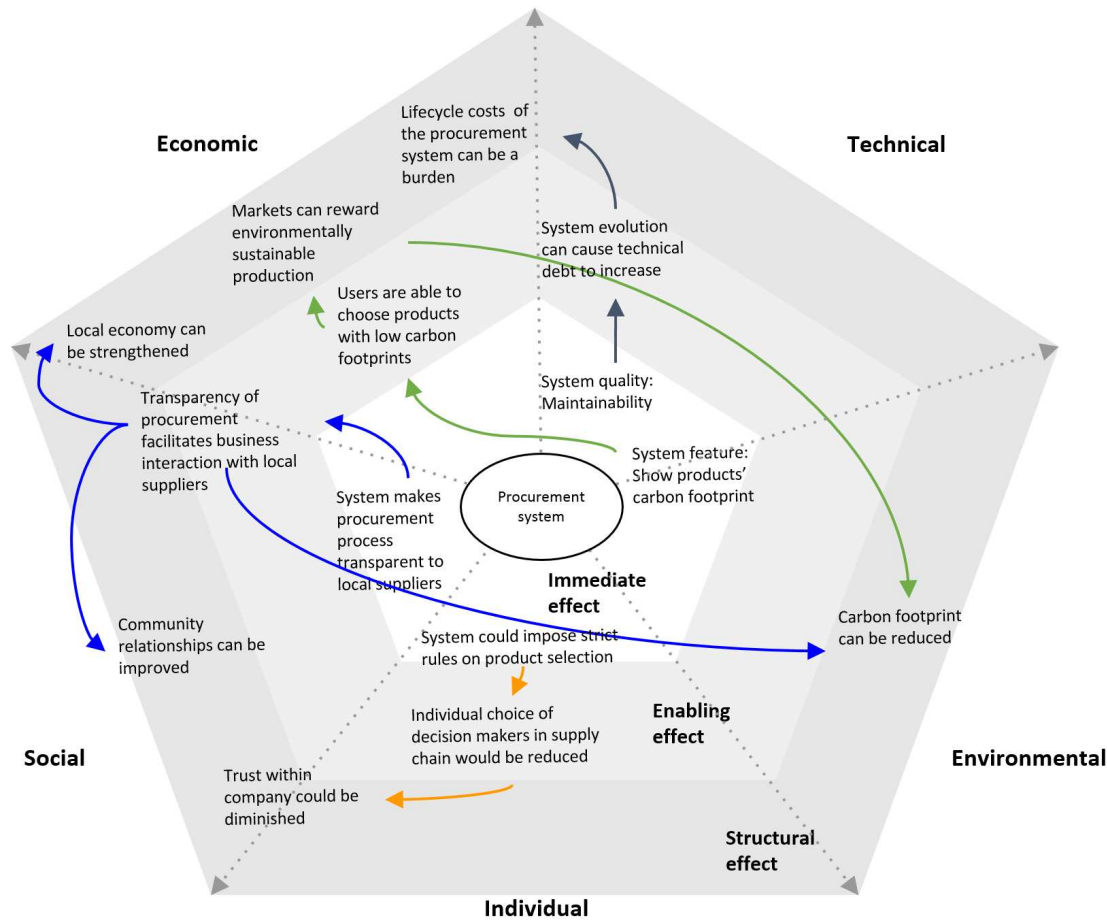 Economic
Technical
Lifecycle costs of
the procurement
system can be a
burden
Markets can reward
environmentally
sustainable
production
System evolution
can cause technical
debt to increase
Users are able to
choose products
with low carbon
footprints
Local economy can
be strengthened
Transparency of
procurement
facilitates business
interaction with local
suppliers
System quality:
Maintainability
System feature:
Show products’
carbon footprint
System makes
procurement
process
transparent to
local suppliers
Procurement
system
Immediate
effect
Carbon footprint
can be reduced
Community
relationships can be
improved
System could impose strict
rules on product selection
Individual choice of
decision makers in supply
chain would be reduced
Enabling
effect
Social
Environmental
Trust within
company could be
diminished
Structural
effect
Individual